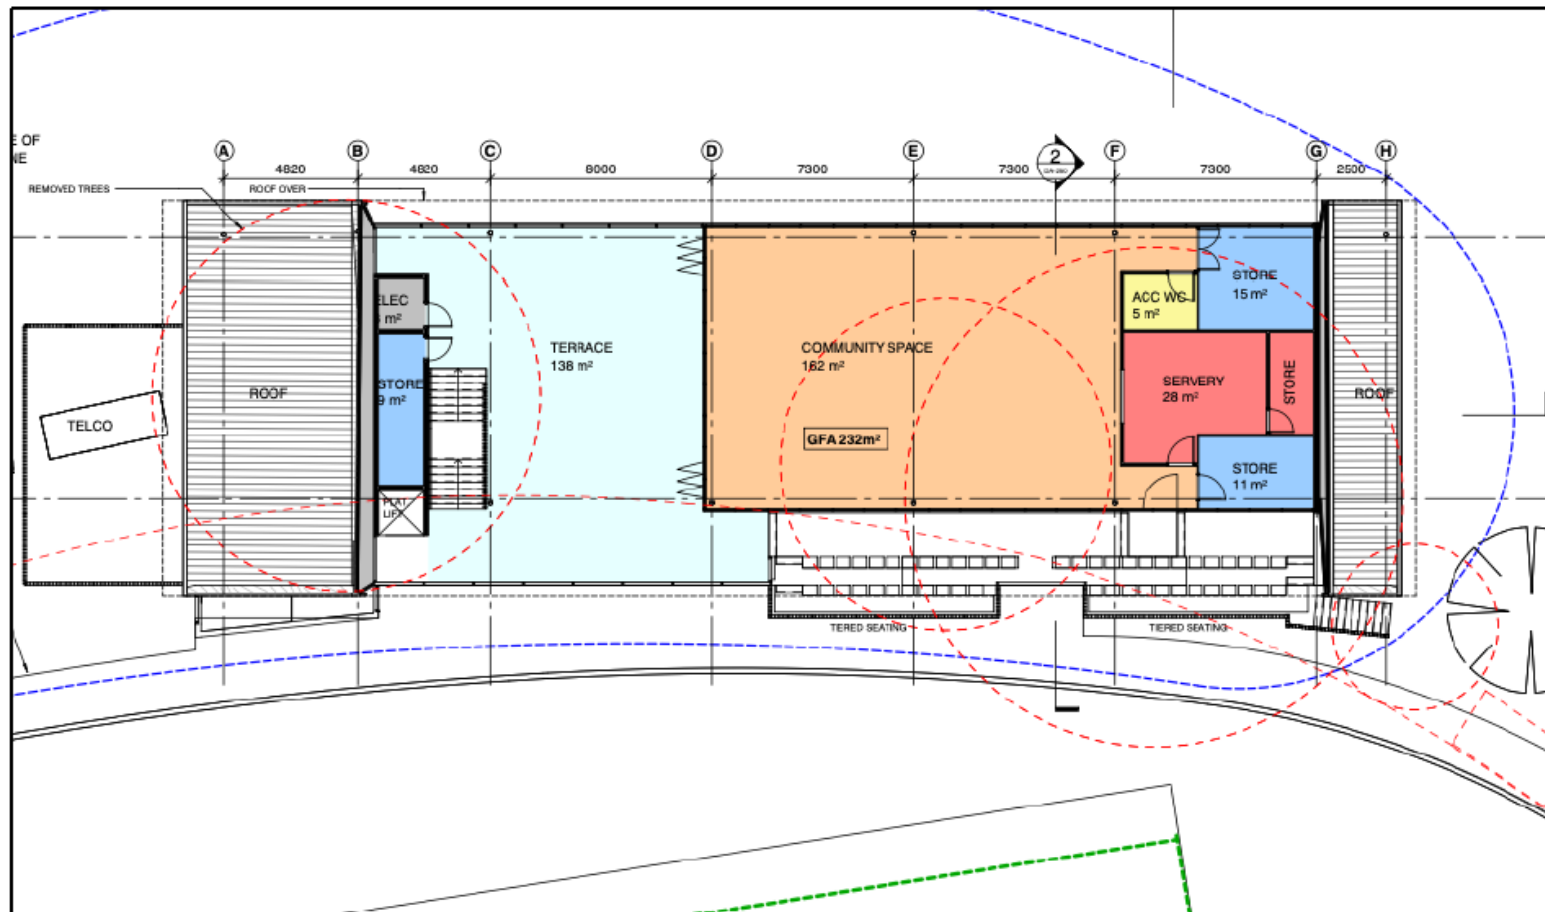 E OF
NE
A
B
C
D
E
F
G
H
4820
4820
8000
7300
7300
7300
2500
2
REMOVED TREES
ROOF OVER
ELEC
m²
STORE
9 m²
PLAT
LIFT
TERRACE
138 m²
COMMUNITY SPACE
162 m²
GFA 232m²
ACC WC
5 m²
STORE
15 m²
SERVERY
28 m²
STORE
STORE
11 m²
ROOF
ROOF
TELCO
TIERED SEATING
TIERED SEATING